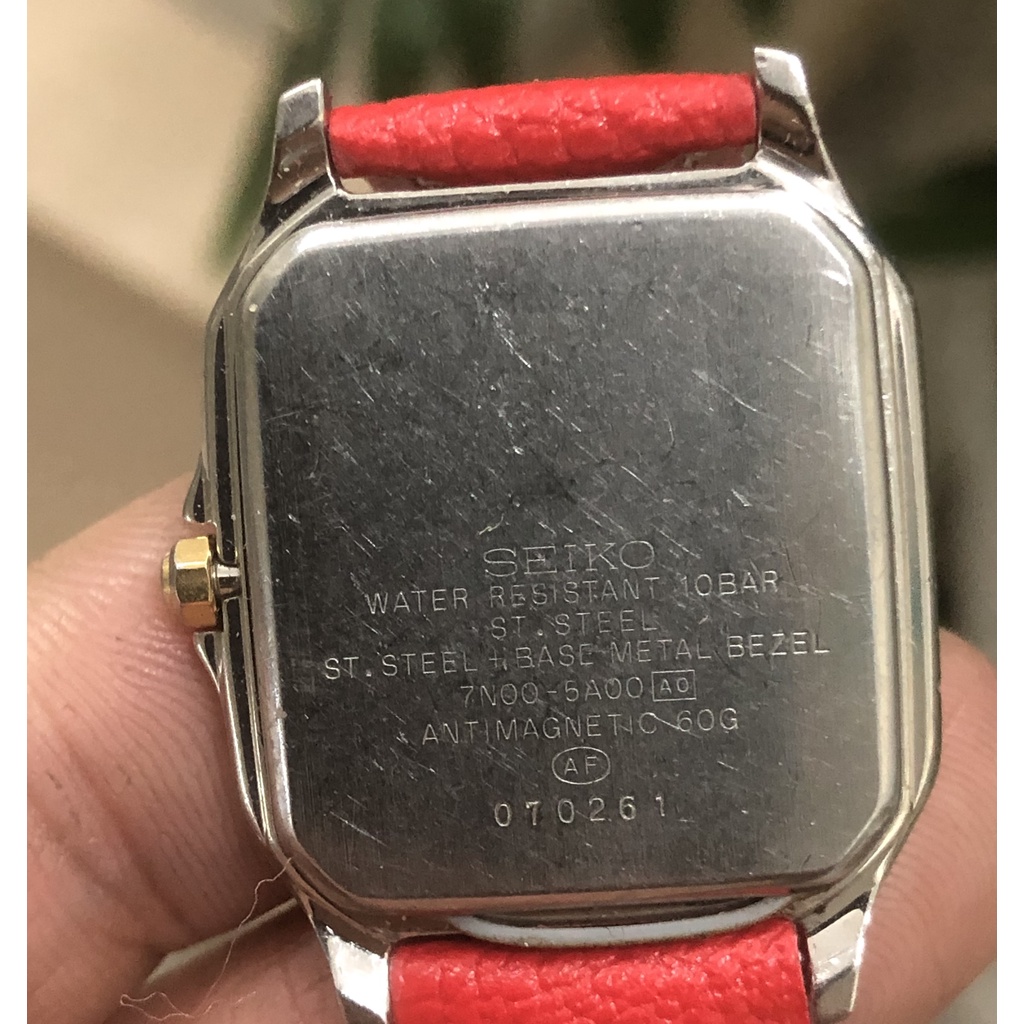 SEIKO
WATER RESISTANT 10BAR
ST.STEEL
ST.STEEL+BASE METAL BEZEL
7N00-5A00 A0
ANTIMAGNETIC 60G
AF
070261